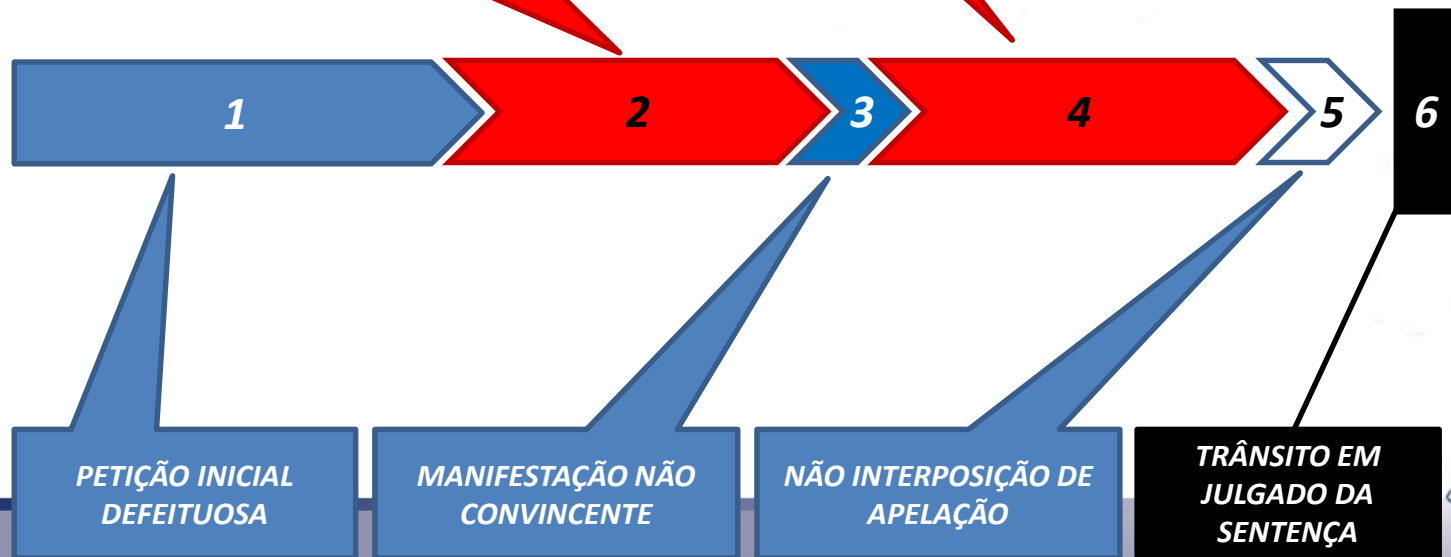 1
2
3
4
5
6
PETIÇÃO INICIAL
DEFEITUOSA
MANIFESTAÇÃO NÃO
CONVINCENTE
NÃO INTERPOSIÇÃO DE
APELAÇÃO
TRÂNSITO EM
JULGADO DA
SENTENÇA